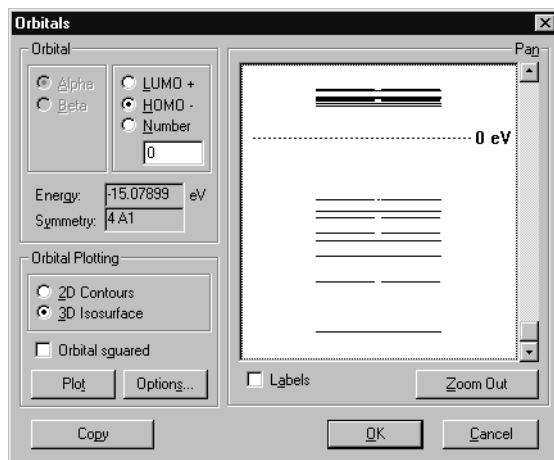 Orbitals
Orbital
Alpha
Beta
LUMO +
HOMO -
Number
0
Energy: -15.07899 eV
Symmetry: 4 A1
Orbital Plotting
2D Contours
3D Isosurface
Orbital squared
Plot Options...
Pan
0 eV
Labels Zoom Out
Copy OK Cancel